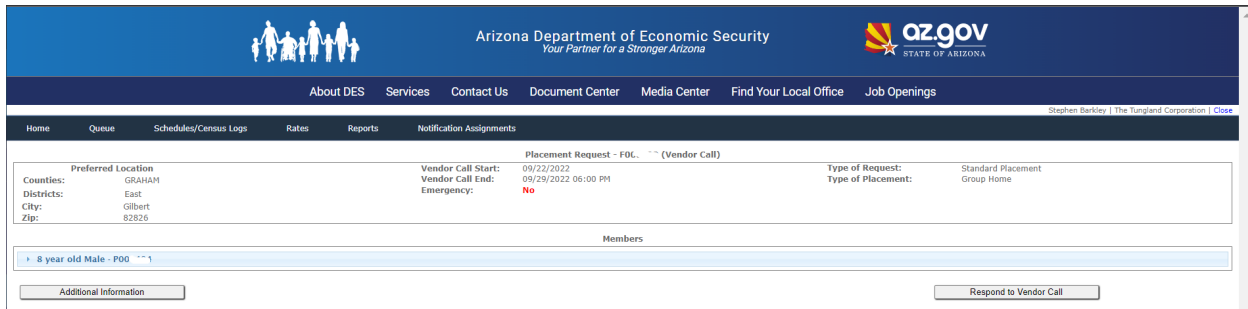 Arizona Department of Economic Security
Your Partner for a Stronger Arizona
az.gov
STATE OF ARIZONA
About DES Services Contact Us Document Center Media Center Find Your Local Office Job Openings
Stephen Barkley | The Tungland Corporation | Close
Home Queue Schedules/Census Logs Rates Reports Notification Assignments
Placement Request - (Vendor Call)
Preferred Location
Counties: GRAHAM
Districts: East
City: Gilbert
Zip: 82826
Vendor Call Start: 09/22/2022
Vendor Call End: 09/29/2022 06:00 PM
Emergency: No
Type of Request: Standard Placement
Type of Placement: Group Home
Members
8 year old Male -
Additional Information
Respond to Vendor Call